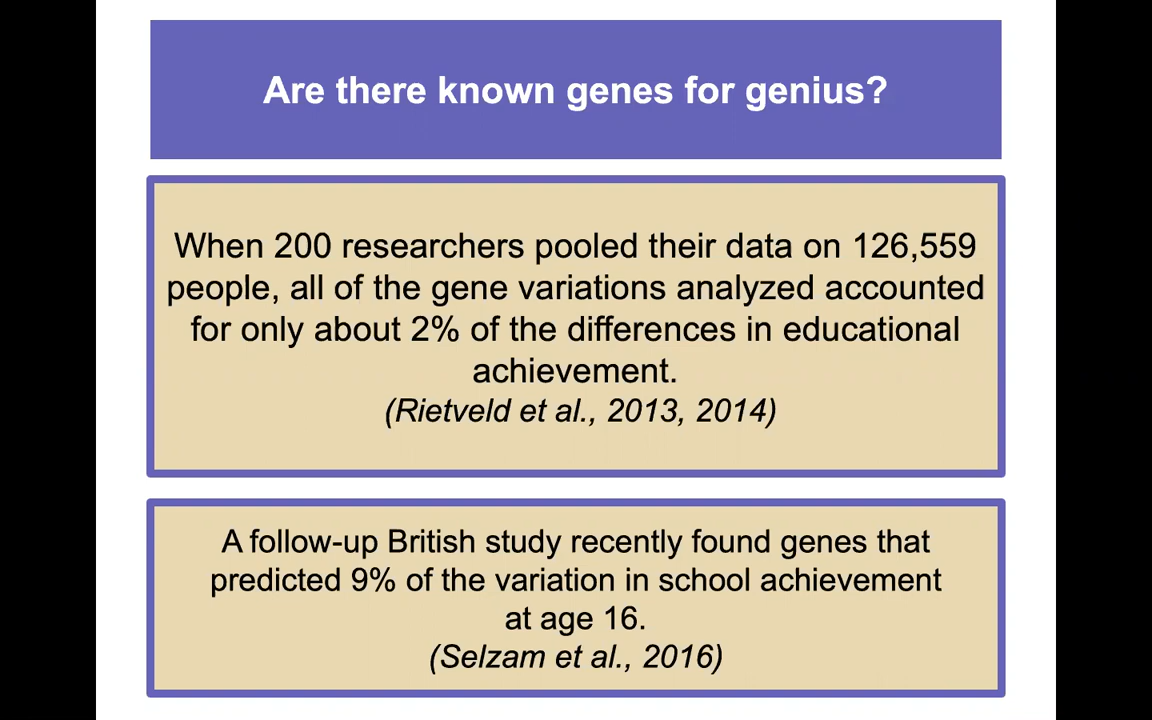 Are there known genes for genius?
When 200 researchers pooled their data on 126,559
people, all of the gene variations analyzed accounted
for only about 2% of the differences in educational
achievement.
(Rietveld et al., 2013, 2014)
A follow-up British study recently found genes that
predicted 9% of the variation in school achievement
at age 16.
(Selzam et al., 2016)